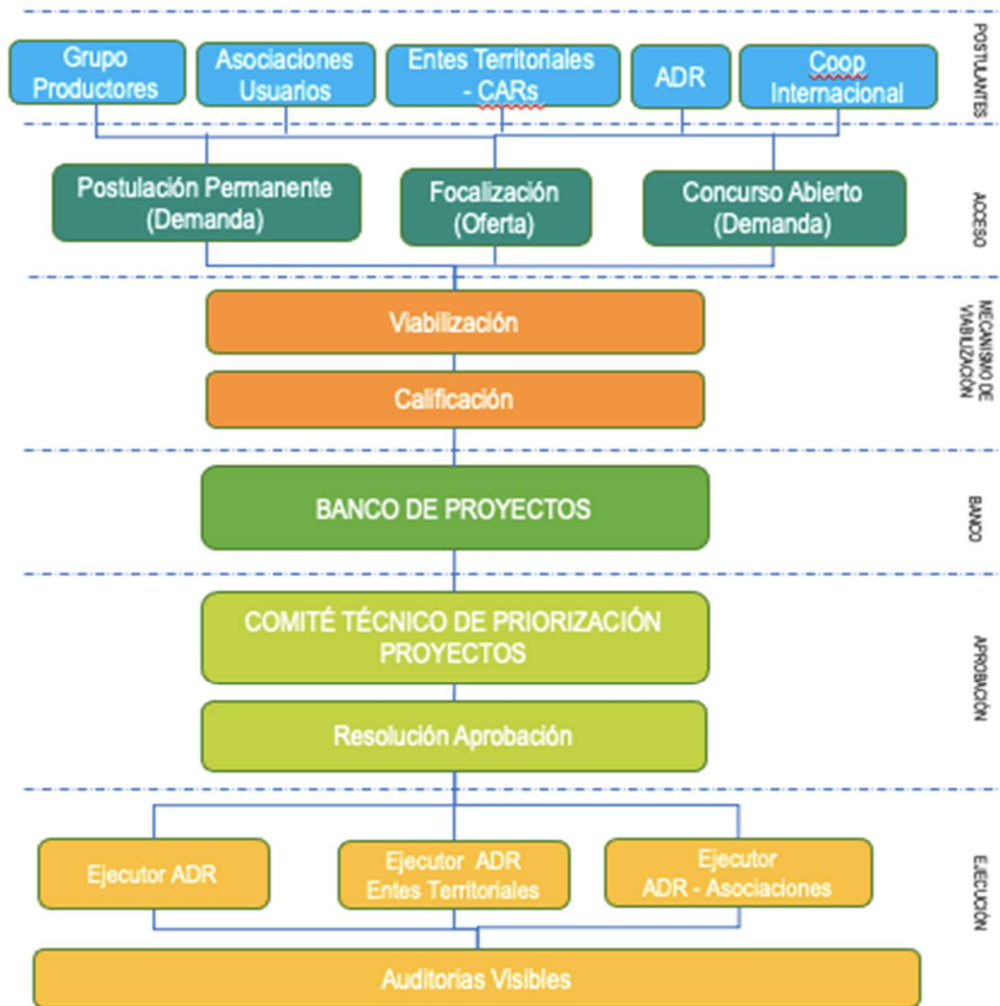 POSTULANTES
Grupo
Productores
Asociaciones
Usuarios
Entes Territoriales
- CARs
ADR
Coop
Internacional
ACCESO
Postulación Permanente
(Demanda)
Focalización
(Oferta)
Concurso Abierto
(Demanda)
MECANISMO DE
VIABILIZACIÓN
Viabilización
Calificación
BANCO
BANCO DE PROYECTOS
APROBACIÓN
COMITÉ TÉCNICO DE PRIORIZACIÓN
PROYECTOS
Resolución Aprobación
EJECUCIÓN
Ejecutor ADR
Ejecutor ADR
Entes Territoriales
Ejecutor
ADR - Asociaciones
Auditorias Visibles